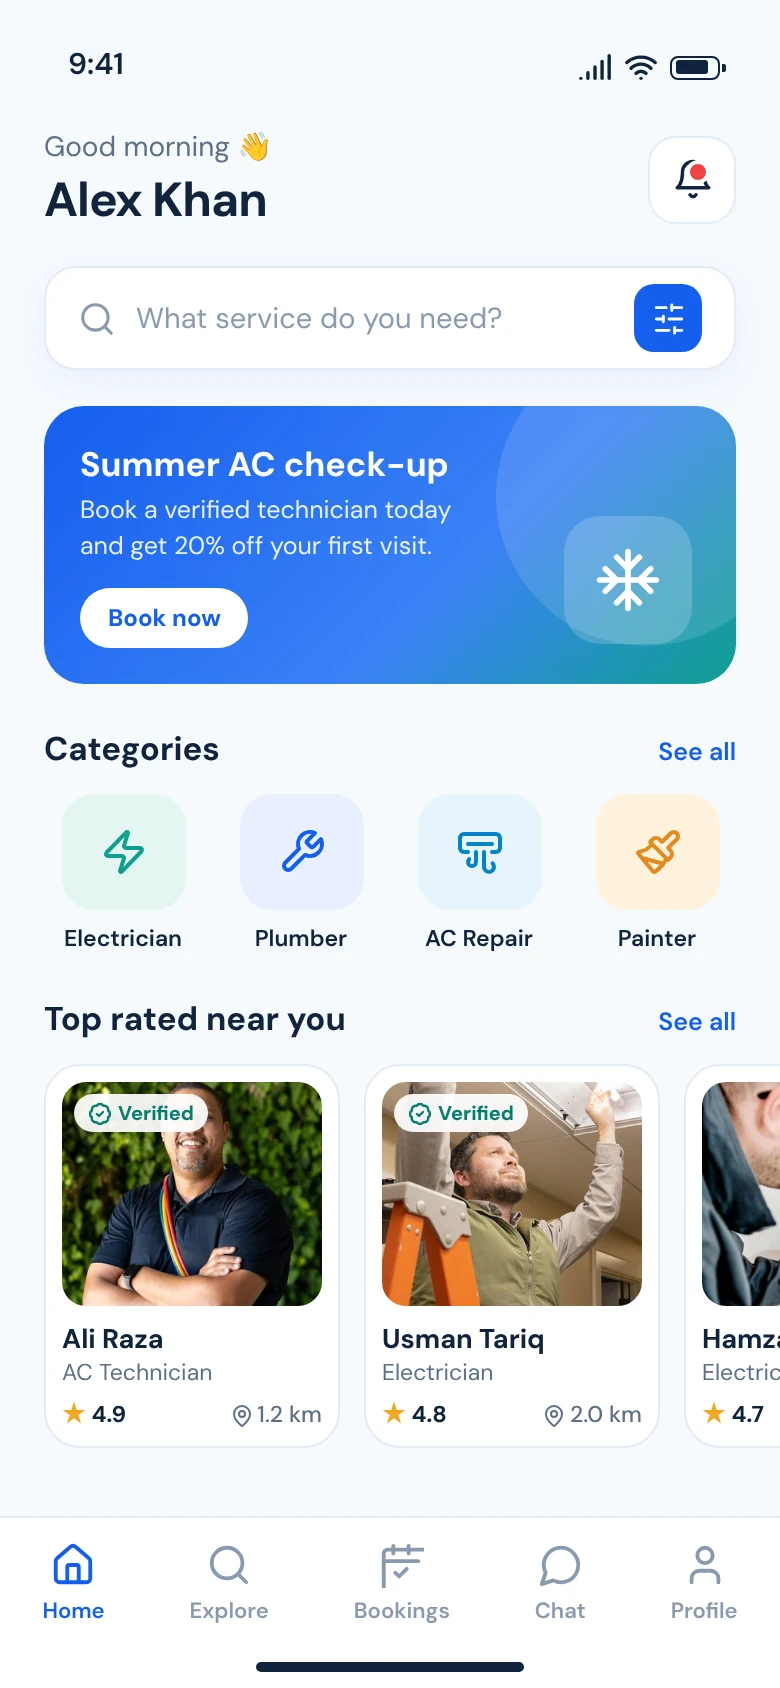 9:41
Good morning 👋
Alex Khan
What service do you need?
Summer AC check-up
Book a verified technician today
and get 20% off your first visit.
Book now
Categories
See all
Electrician
Plumber
AC Repair
Painter
Top rated near you
See all
Verified
Verified
Ali Raza
AC Technician
★ 4.9
1.2 km
Usman Tariq
Electrician
★ 4.8
2.0 km
★ 4.7
Home
Explore
Bookings
Chat
Profile